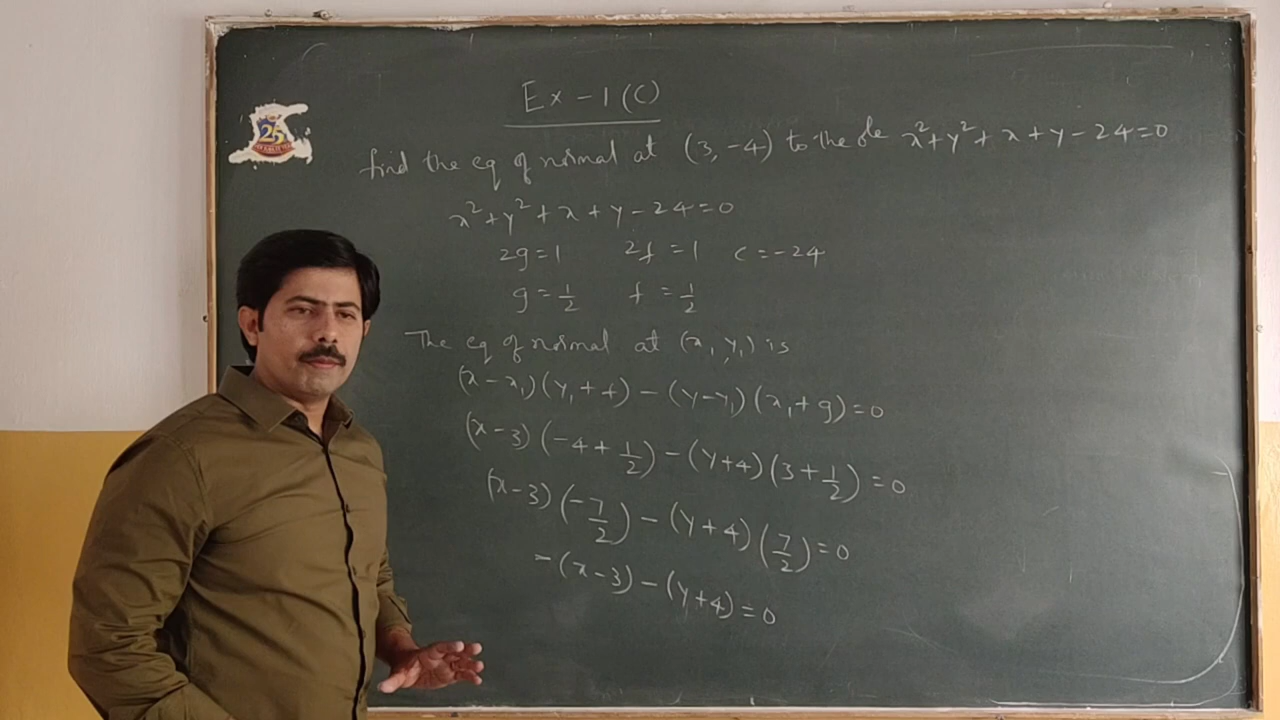 Ex-1(C)
25
find the eq of normal at (3,-4) to the ole x²+y²+x+y-24=0
x²+y²+x+y-24=0
2g=1 2f=1 c=-24
g=1/2 f=1/2
The eq of normal at (x₁,y₁) is
(x-x₁)(y₁+f)-(y-y₁)(x₁+g)=0
(x-3)(-4+1/2)-(y+4)(3+1/2)=0
(x-3)(-7/2)-(y+4)(7/2)=0
-(x-3)-(y+4)=0